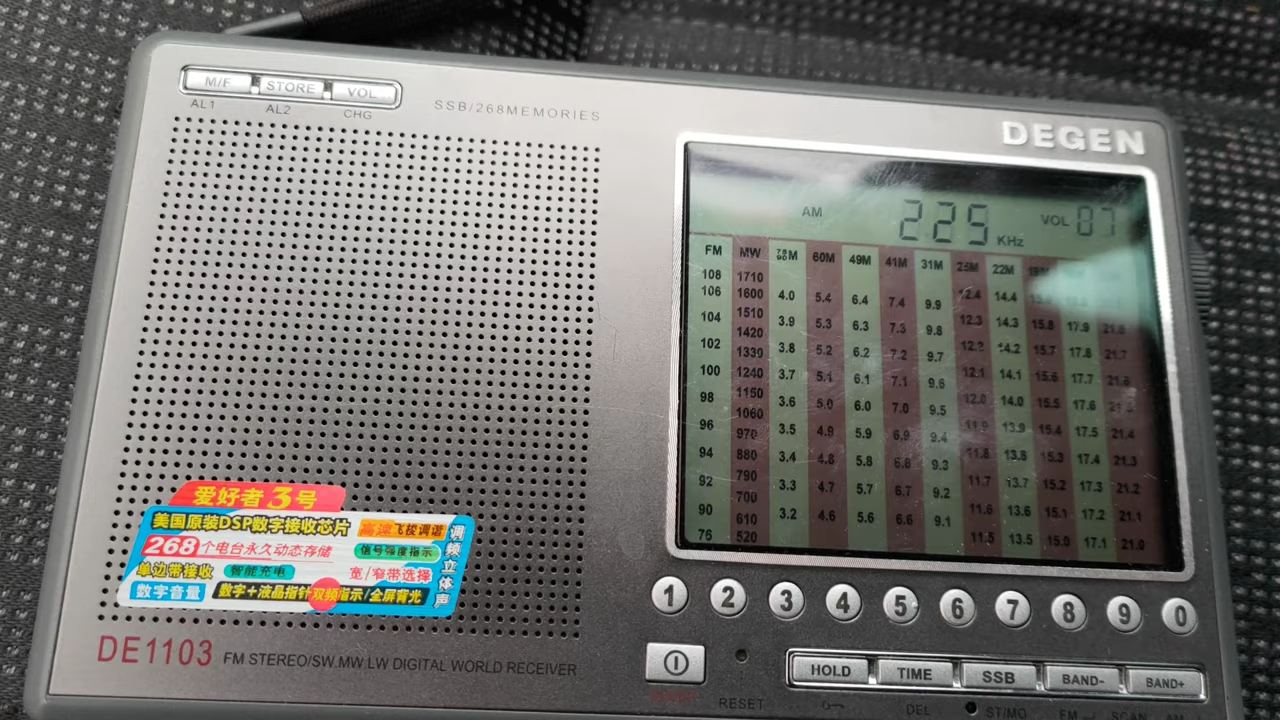 M/F STORE VOL
AL1 AL2 CHG
SSB/268MEMORIES
DEGEN
AM 225 KHz VOL 87
FM MW 75 90M 60M 49M 41M 31M 25M 22M
108 1710
106 1600 4.0 5.4 6.4 7.4 9.9 12.4 14.4
104 1510 3.9 5.3 6.3 7.3 9.8 12.3 14.3 15.8 17.9
1420
102 1330 3.8 5.2 6.2 7.2 9.7 12.2 14.2 15.7 17.8 21.7
100 1240 3.7 5.1 6.1 7.1 9.6 12.1 14.1 15.6 17.7
98 1150 3.6 5.0 6.0 7.0 9.5 12.0 14.0 15.5 17.6
1060
96 970 3.5 4.9 5.9 6.9 9.4 11.9 13.9 15.4 17.5 21.4
94 880 3.4 4.8 5.8 6.8 9.3 11.8 13.8 15.3 17.4 21.3
92 790 3.3 4.7 5.7 6.7 9.2 11.7 13.7 15.2 17.3 21.2
700
90 610 3.2 4.6 5.6 6.6 9.1 11.6 13.6 15.1 17.2 21.1
76 520 11.5 13.5 15.0 17.1 21.0
爱好者3号
美国原装DSP数字接收芯片 高速飞梭调谐
268个电台永久动态存储 信号强度指示
单边带接收 智能充电 宽/窄带选择
数字音量 数字+液晶指针双频指示/全屏背光
调频立体声
1 2 3 4 5 6 7 8 9 0
DE1103 FM STEREO/SW.MW.LW DIGITAL WORLD RECEIVER
HOLD TIME SSB BAND- BAND+
RESET DEL ST/MO FM